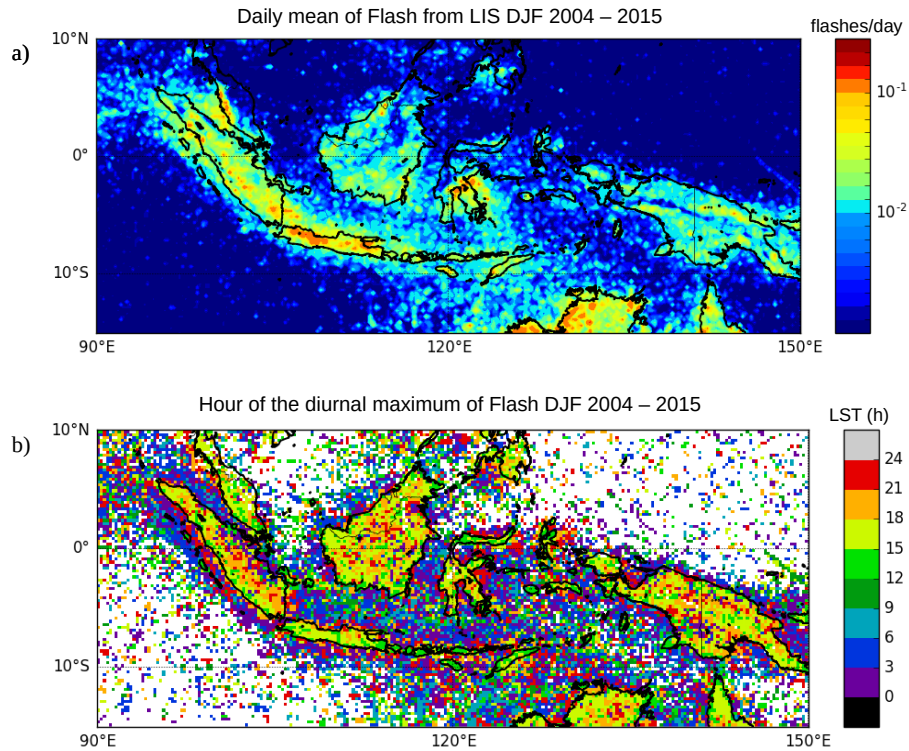 Daily mean of Flash from LIS DJF 2004 – 2015
flashes/day
a)
10°N
0°
10°S
90°E
120°E
150°E
10⁻¹
10⁻²
Hour of the diurnal maximum of Flash DJF 2004 – 2015
LST (h)
b)
10°N
0°
10°S
90°E
120°E
150°E
24
21
18
15
12
9
6
3
0